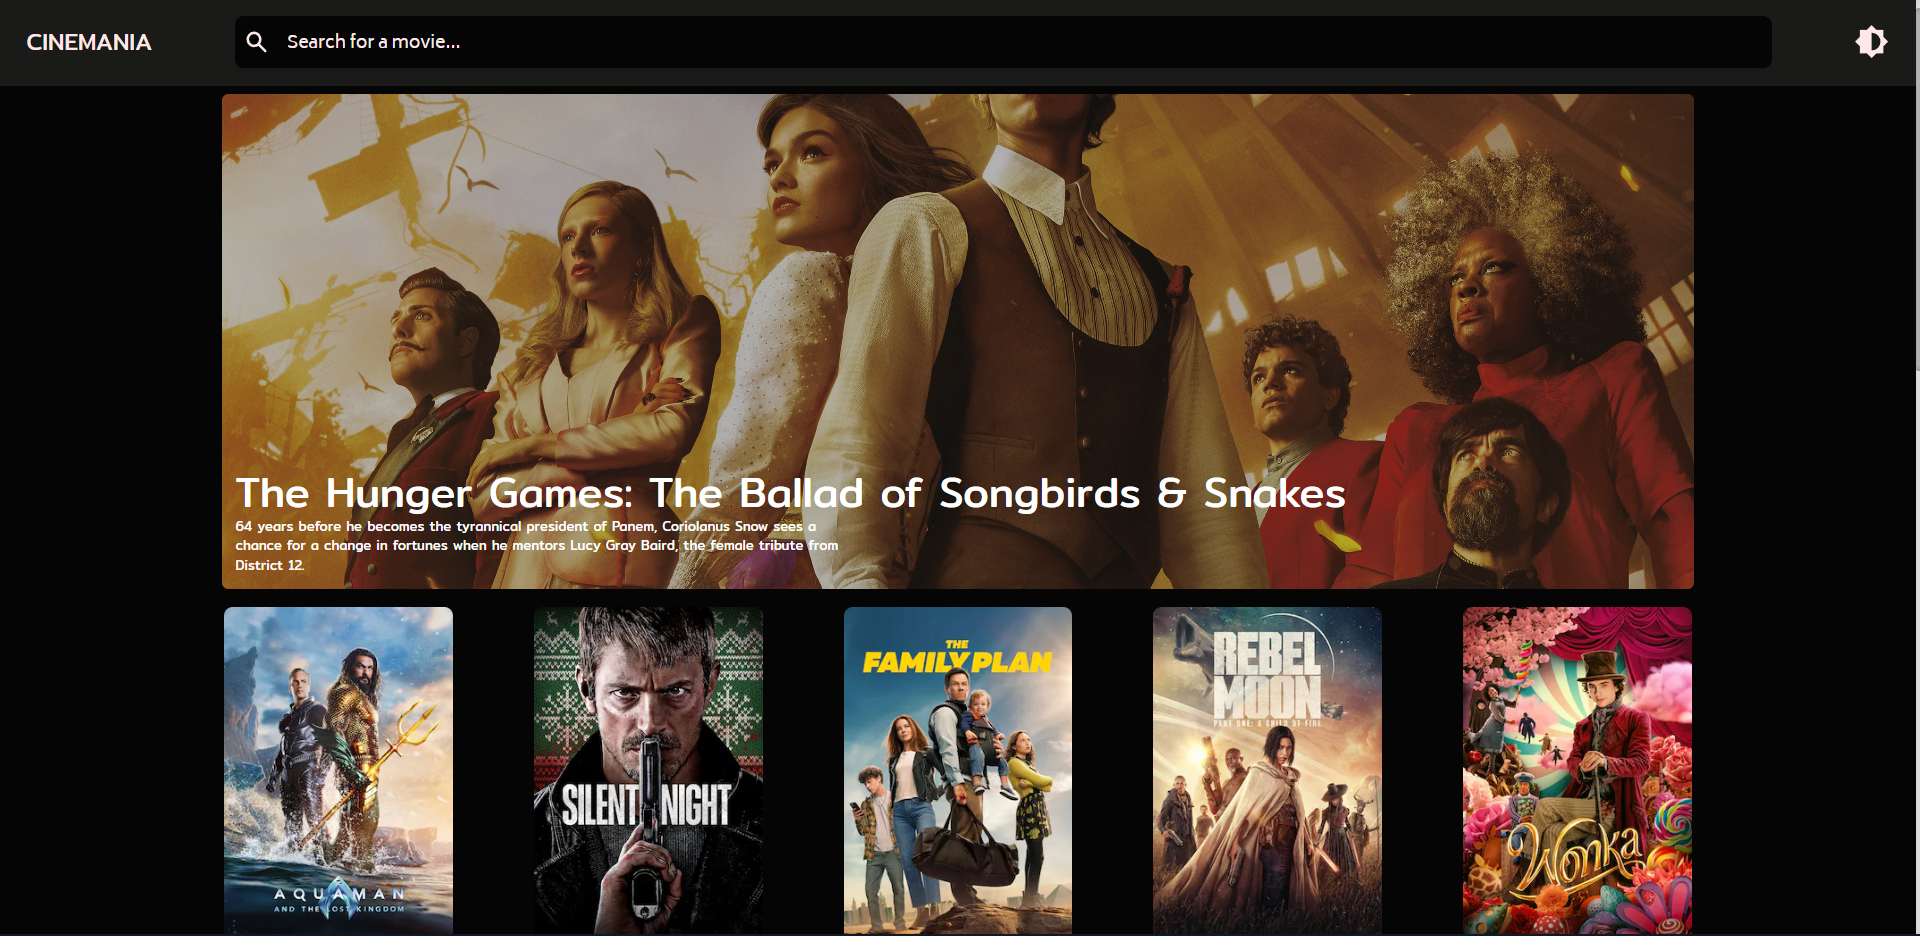 CINEMANIA
Search for a movie...
The Hunger Games: The Ballad of Songbirds & Snakes
64 years before he becomes the tyrannical president of Panem, Coriolanus Snow sees a
chance for a change in fortunes when he mentors Lucy Gray Baird, the female tribute from
District 12.
AQUAMAN
AND THE LOST KINGDOM
SILENT NIGHT
THE
FAMILY PLAN
REBEL
MOON
PART ONE: A CHILD OF FIRE
Wonka